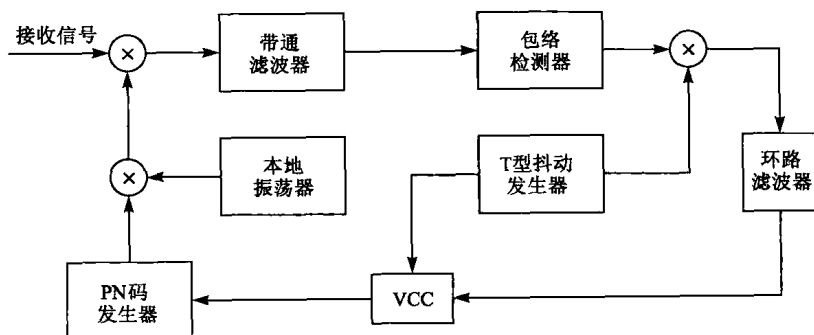 接收信号
带通
滤波器
包络
检测器
本地
振荡器
T型抖动
发生器
环路
滤波器
PN码
发生器
VCC